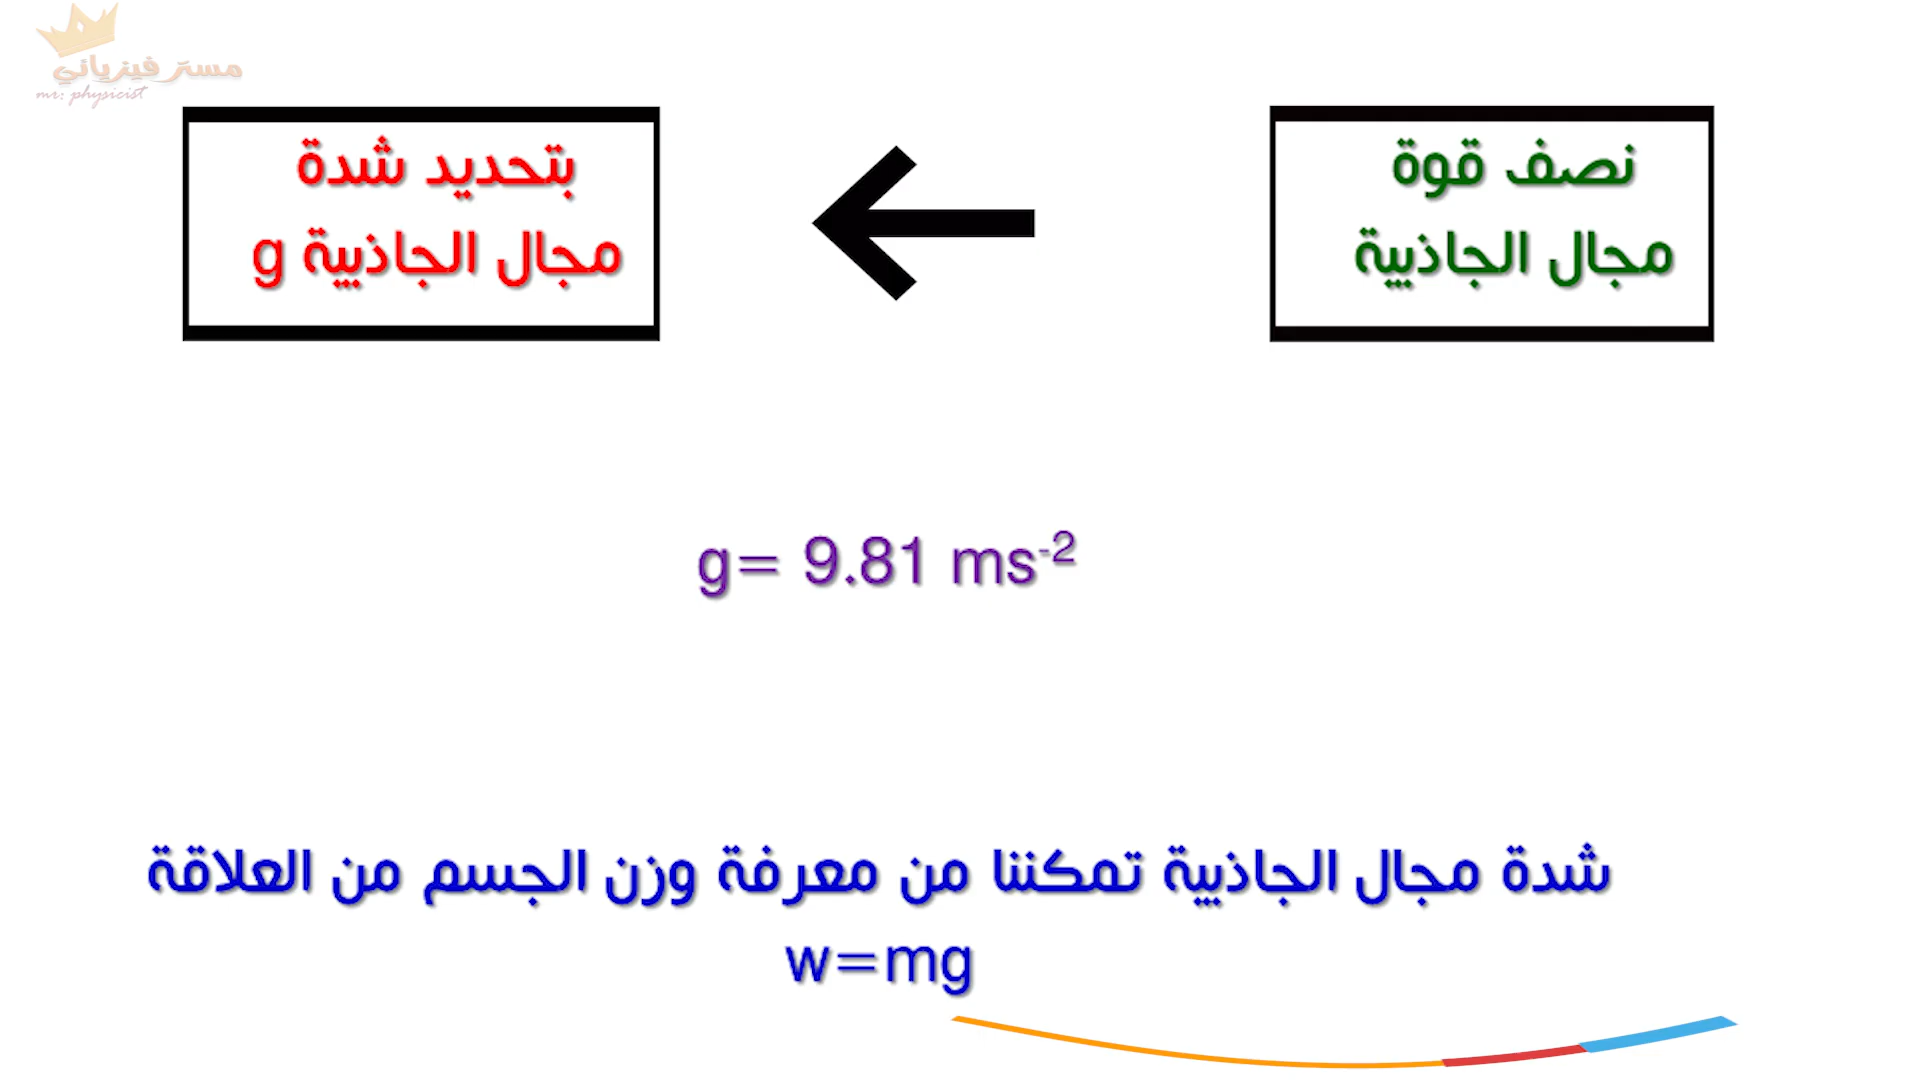 مستر فيزيائي
mr: physicist
نصف قوة
مجال الجاذبية
بتحديد شدة
مجال الجاذبية g
g= 9.81 ms-2
شدة مجال الجاذبية تمكننا من معرفة وزن الجسم من العلاقة
w=mg